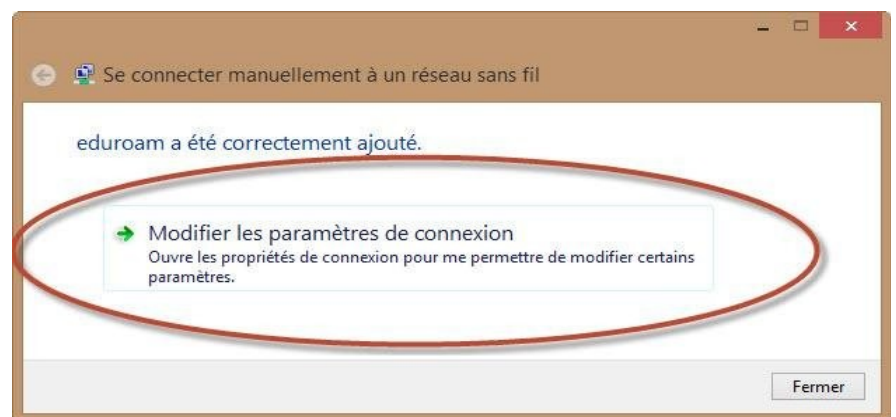 Se connecter manuellement à un réseau sans fil
eduroam a été correctement ajouté.
Modifier les paramètres de connexion
Ouvre les propriétés de connexion pour me permettre de modifier certains
paramètres.
Fermer